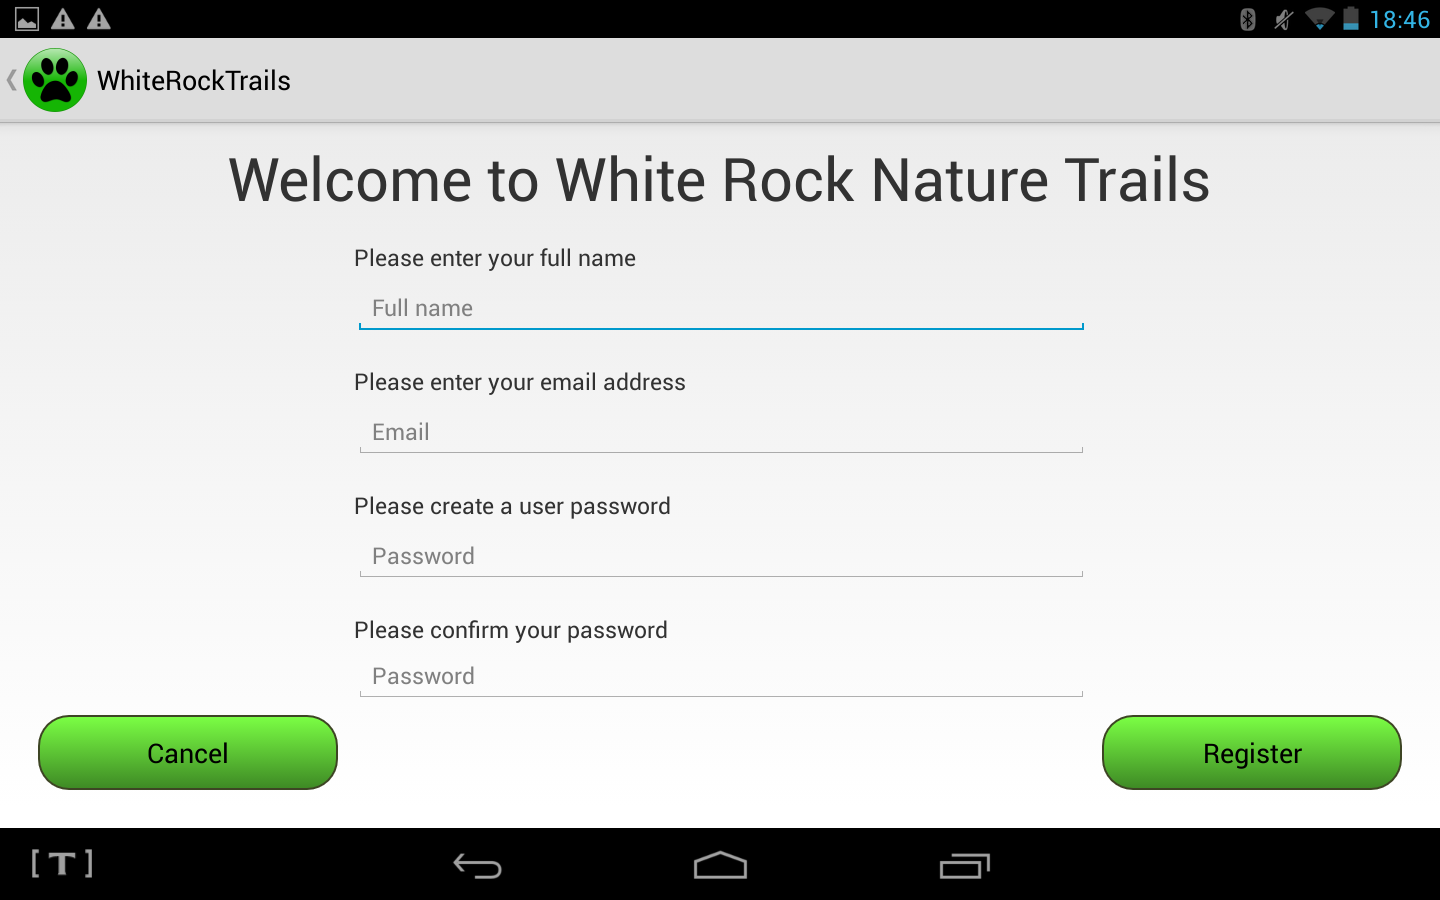 18:46
WhiteRockTrails
Welcome to White Rock Nature Trails
Please enter your full name
Full name
Please enter your email address
Email
Please create a user password
Password
Please confirm your password
Password
Cancel
Register
[T]